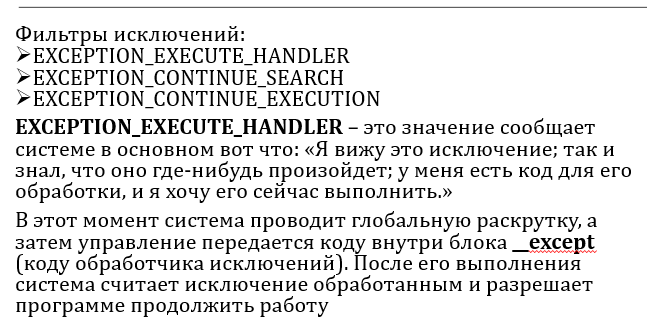 Фильтры исключений:
➢EXCEPTION_EXECUTE_HANDLER
➢EXCEPTION_CONTINUE_SEARCH
➢EXCEPTION_CONTINUE_EXECUTION
EXCEPTION_EXECUTE_HANDLER – это значение сообщает
системе в основном вот что: «Я вижу это исключение; так и
знал, что оно где-нибудь произойдет; у меня есть код для его
обработки, и я хочу его сейчас выполнить.»
В этот момент система проводит глобальную раскрутку, а
затем управление передается коду внутри блока __except
(коду обработчика исключений). После его выполнения
система считает исключение обработанным и разрешает
программе продолжить работу